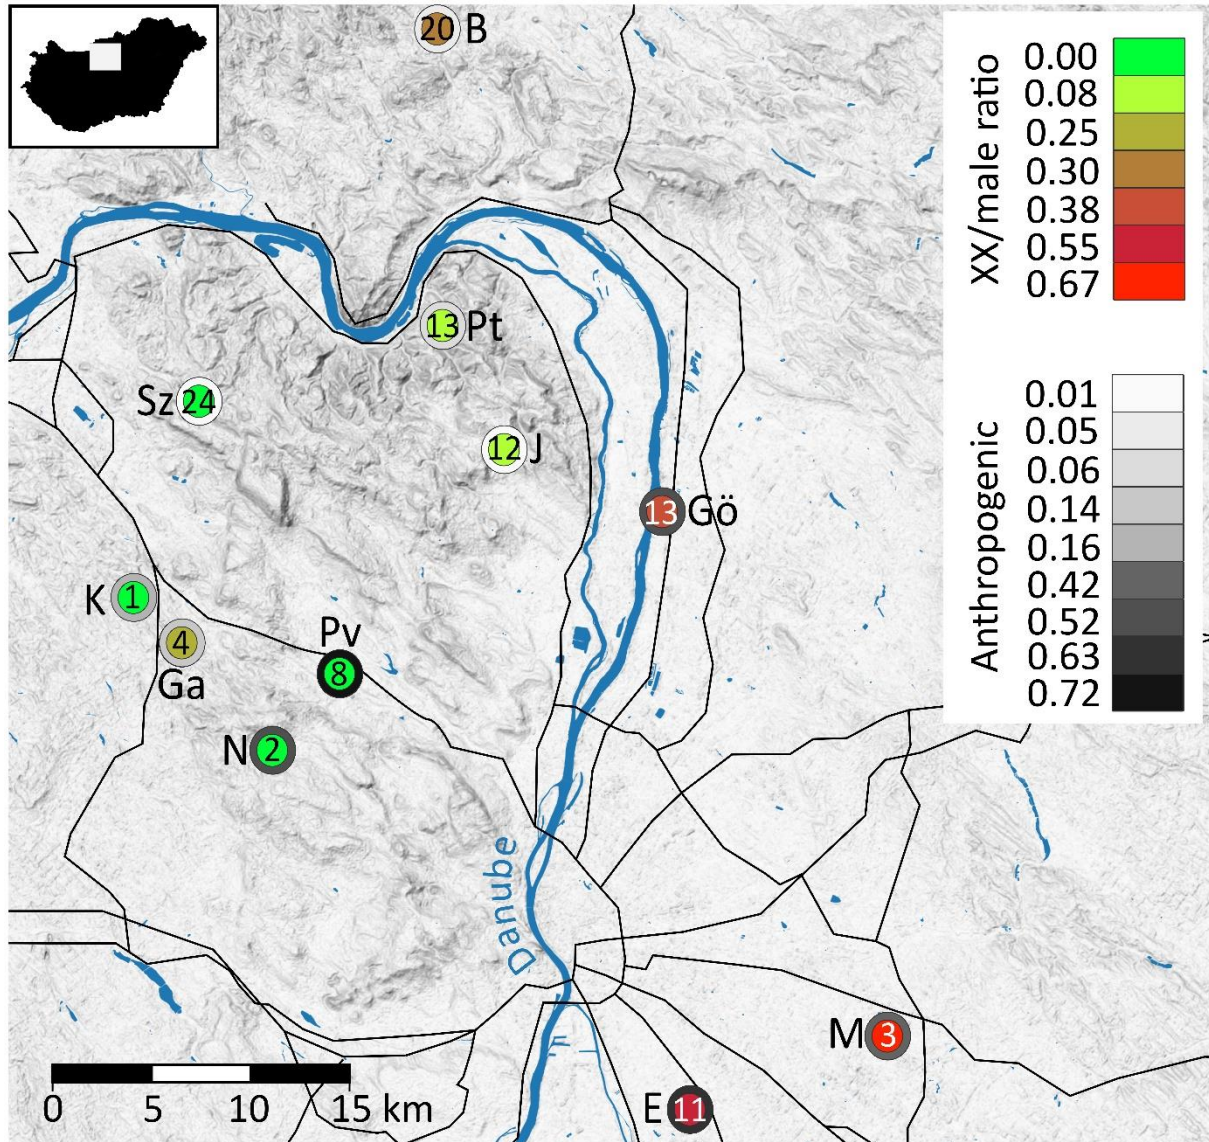 20 B
13 Pt
Sz 24
12 J
13 Gö
K 1
4
Ga
Pv
8
N 2
Danube
M 3
E 11
0 5 10 15 km
XX/male ratio
0.00
0.08
0.25
0.30
0.38
0.55
0.67
Anthropogenic
0.01
0.05
0.06
0.14
0.16
0.42
0.52
0.63
0.72